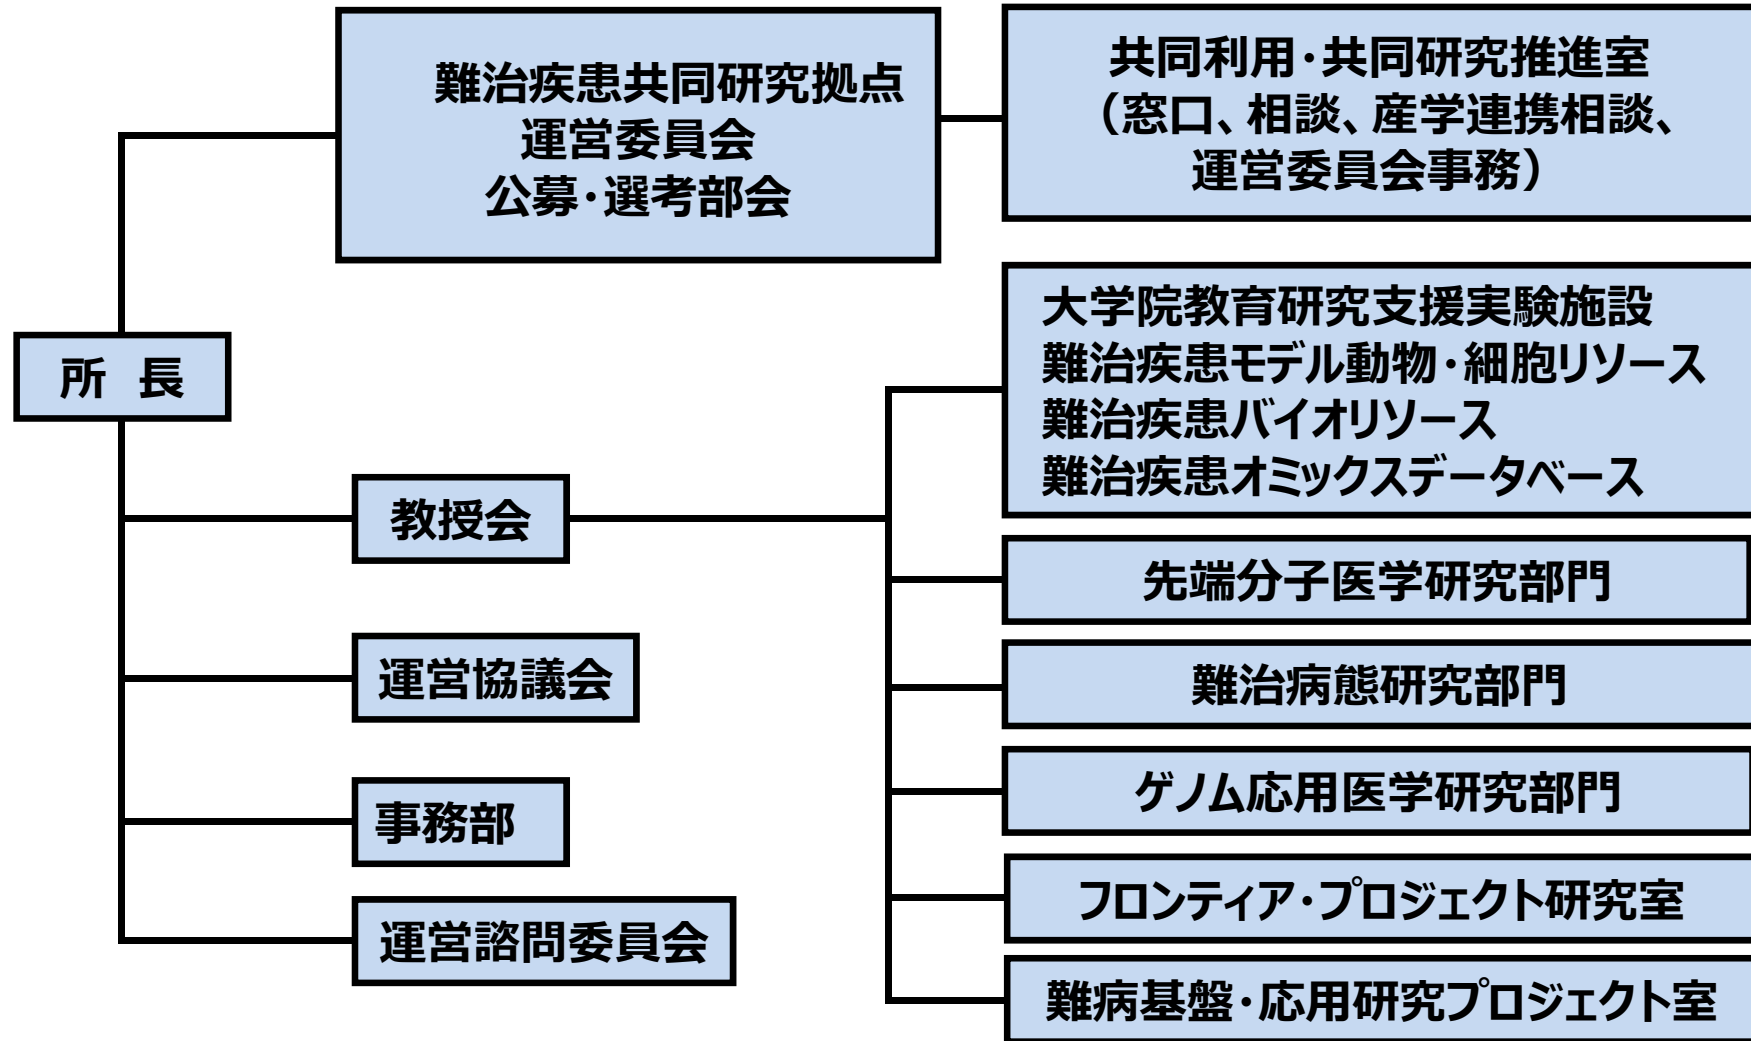 難治疾患共同研究拠点
運営委員会
公募・選考部会
共同利用・共同研究推進室
（窓口、相談、産学連携相談、
運営委員会事務）
所 長
教授会
運営協議会
事務部
運営諮問委員会
大学院教育研究支援実験施設
難治疾患モデル動物・細胞リソース
難治疾患バイオリソース
難治疾患オミックスデータベース
先端分子医学研究部門
難治病態研究部門
ゲノム応用医学研究部門
フロンティア・プロジェクト研究室
難病基盤・応用研究プロジェクト室